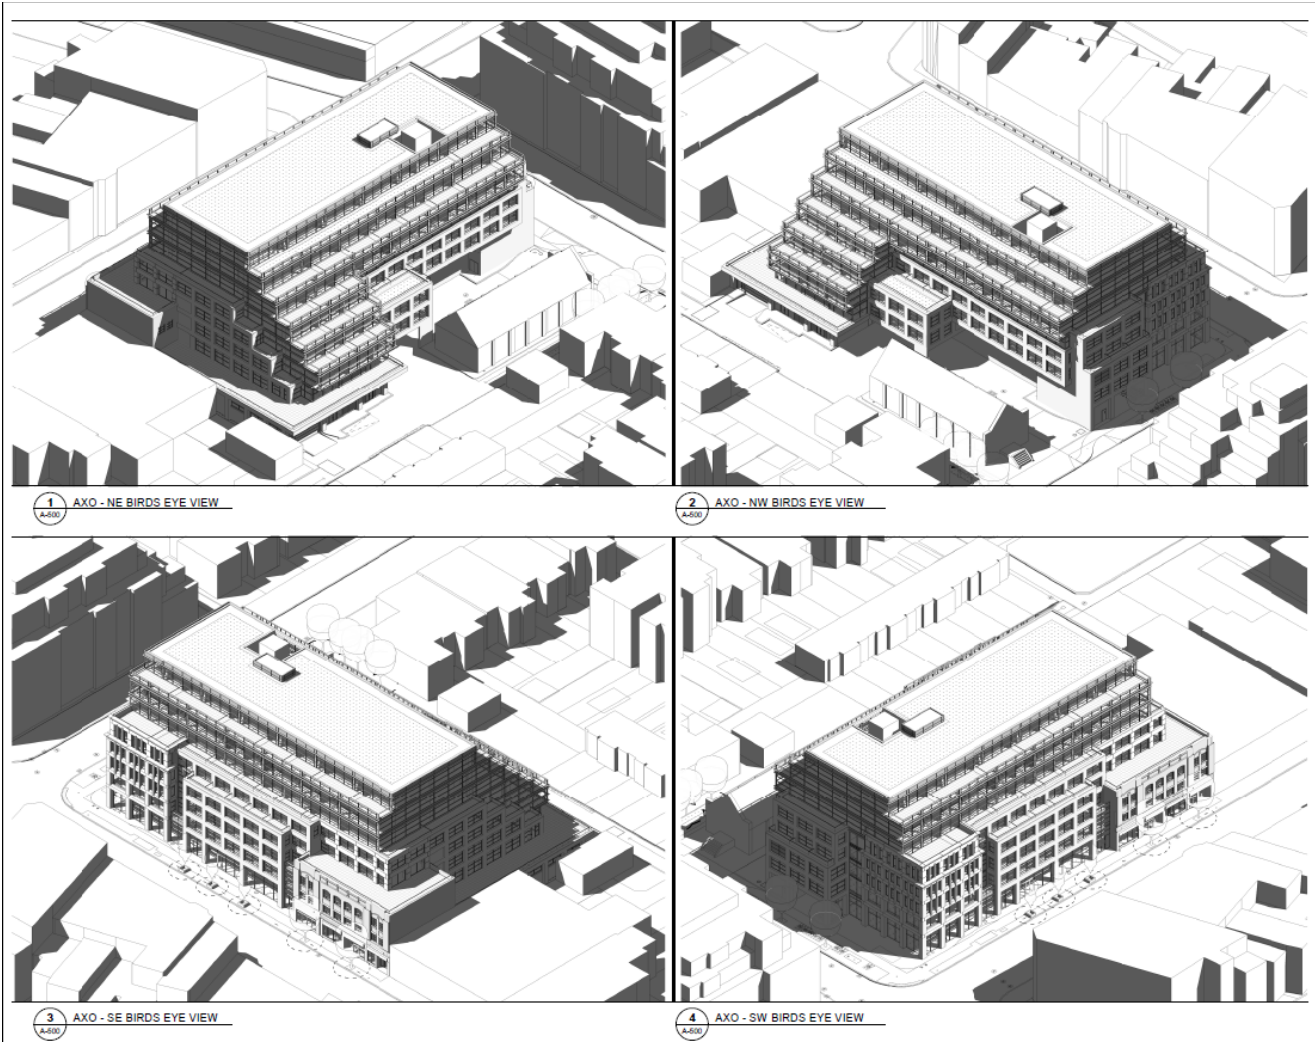 1 AXO - NE BIRDS EYE VIEW
A-500
2 AXO - NW BIRDS EYE VIEW
A-500
3 AXO - SE BIRDS EYE VIEW
A-500
4 AXO - SW BIRDS EYE VIEW
A-500